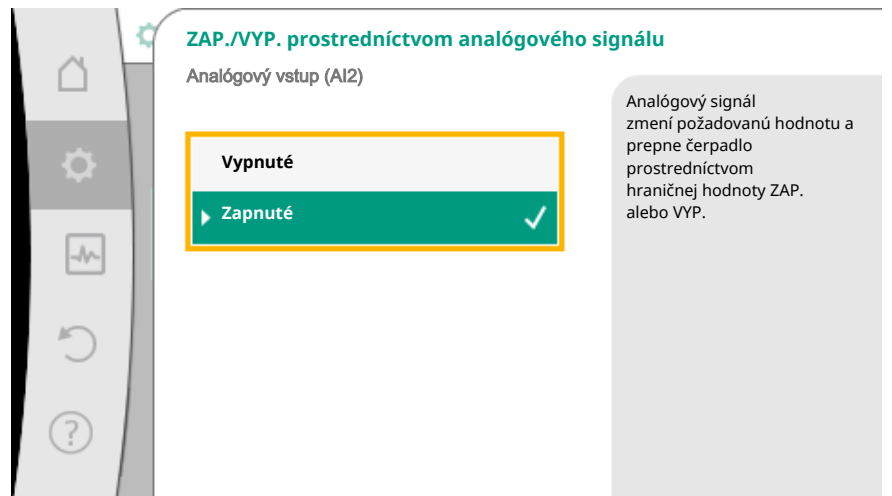 ZAP./VYP. prostredníctvom analógového signálu
Analógový vstup (AI2)
Vypnuté
Zapnuté
Analógový signál
zmení požadovanú hodnotu a
prepne čerpadlo
prostredníctvom
hraničnej hodnoty ZAP.
alebo VYP.